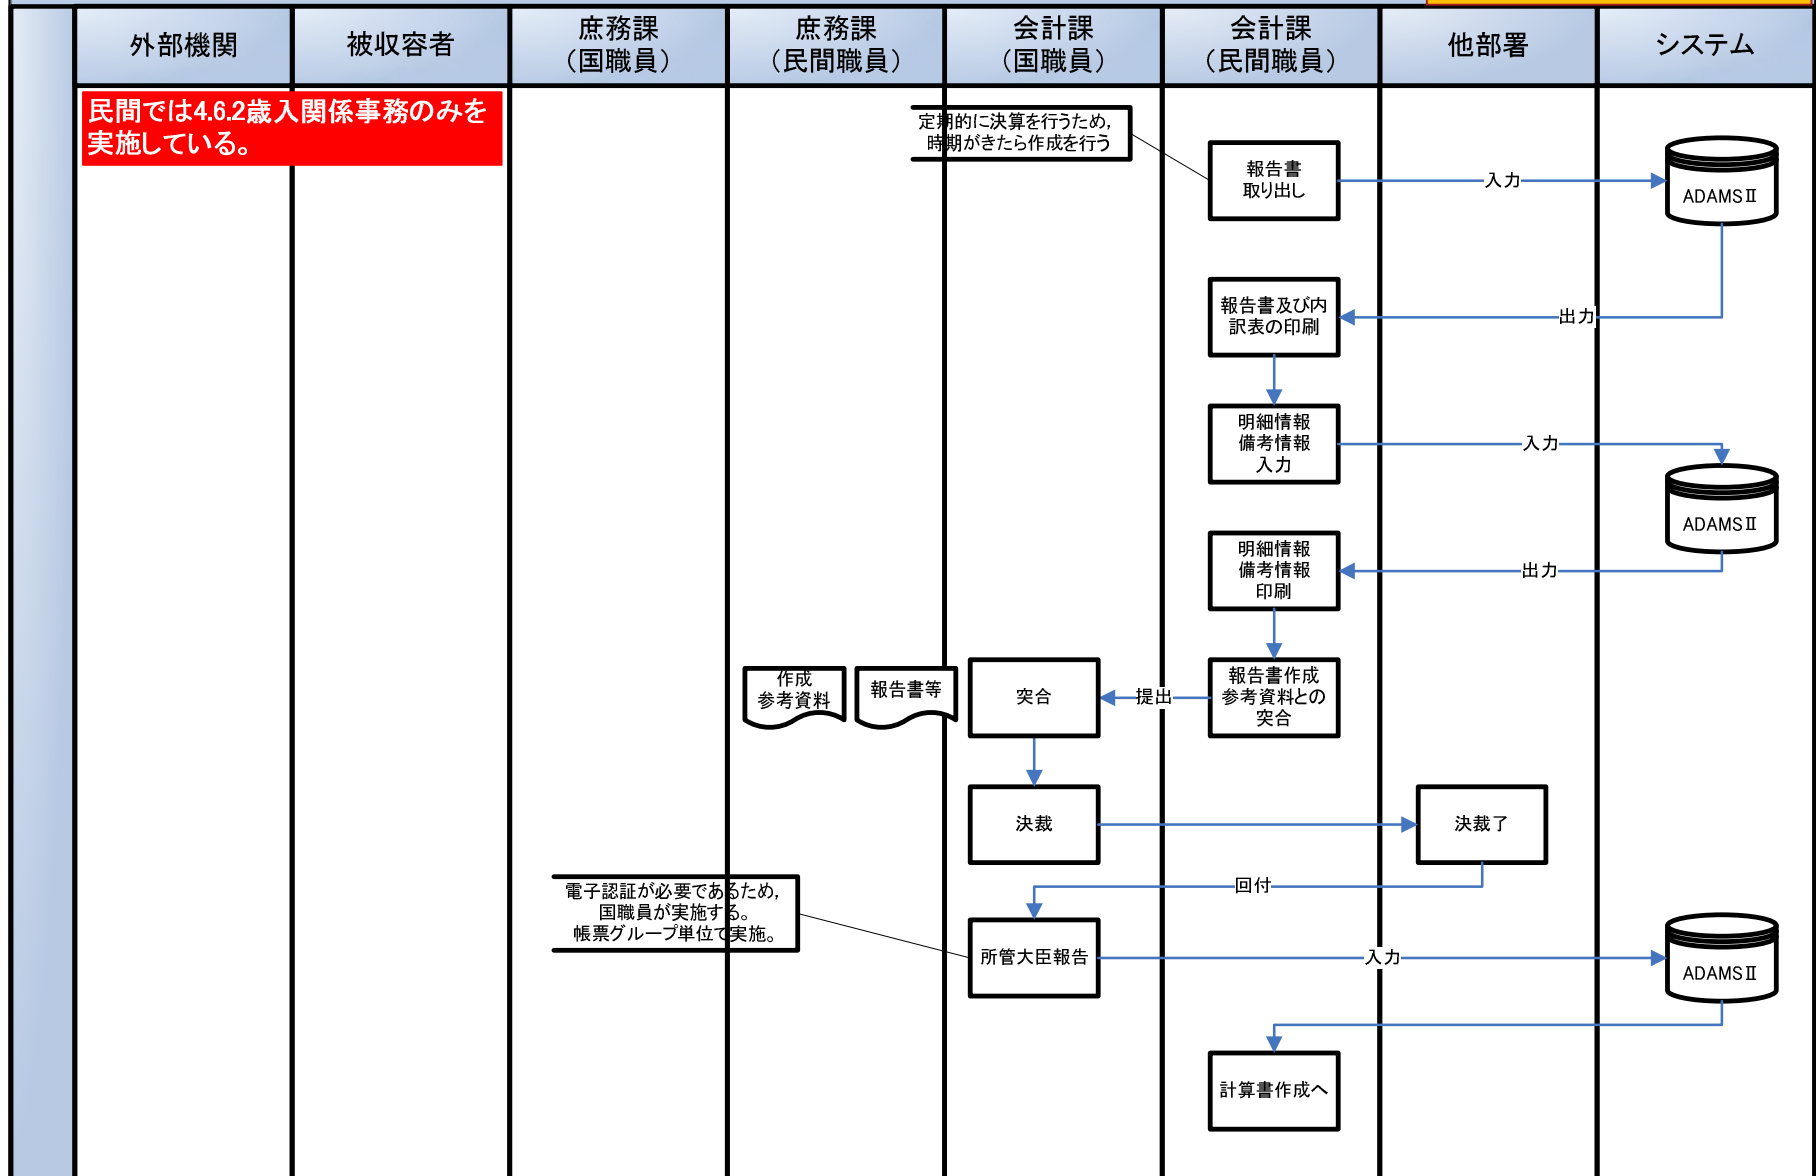 外部機関
被収容者
庶務課
（国職員）
庶務課
（民間職員）
会計課
（国職員）
会計課
（民間職員）
他部署
システム
民間では4.6.2歳入関係事務のみを
実施している。
定期的に決算を行うため，
時期がきたら作成を行う
報告書
取り出し
入力
ADAMSⅡ
報告書及び内
訳表の印刷
出力
明細情報
備考情報
入力
入力
ADAMSⅡ
明細情報
備考情報
印刷
出力
作成
参考資料
報告書等
突合
提出
報告書作成
参考資料との
突合
決裁
決裁了
電子認証が必要であるため，
国職員が実施する。
帳票グループ単位で実施。
回付
所管大臣報告
入力
ADAMSⅡ
計算書作成へ